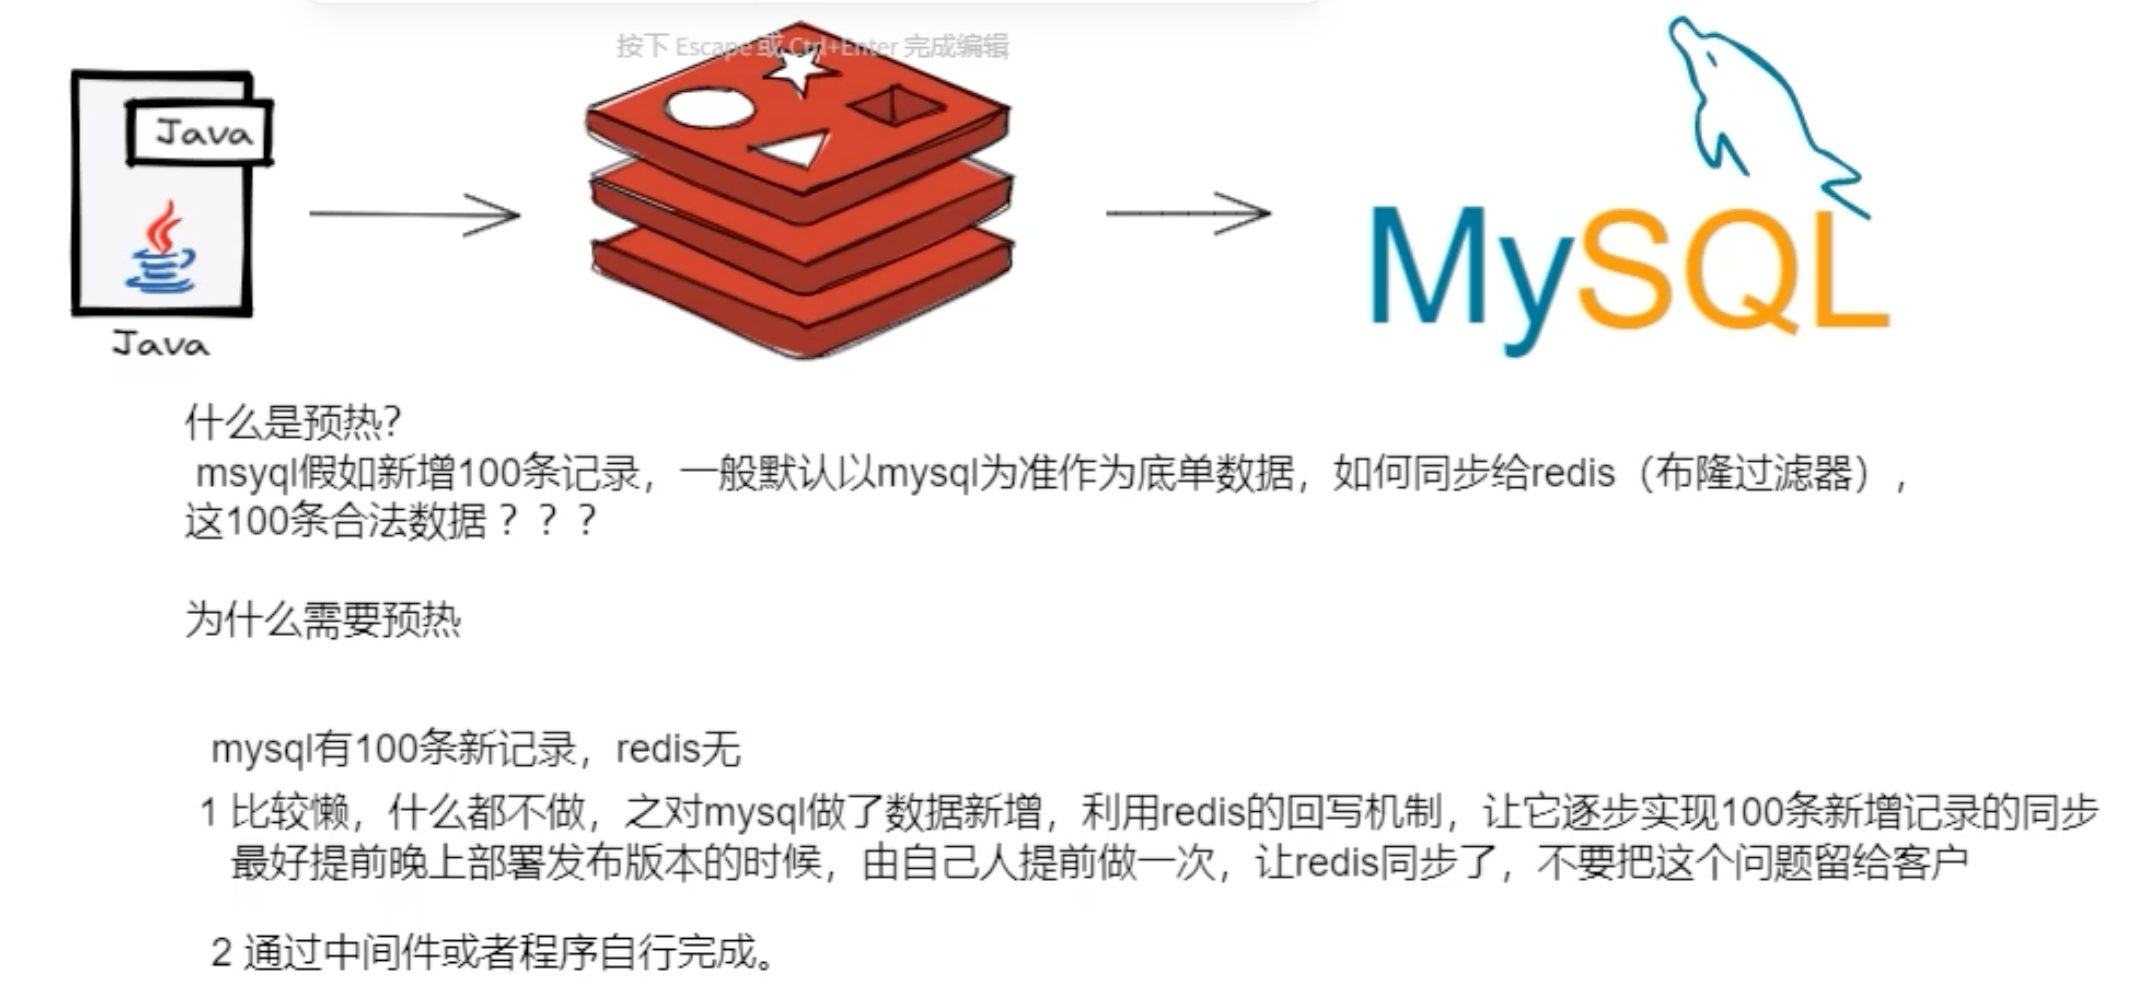 按下 Escape 或 Ctrl+Enter 完成编辑
Java
Java
MySQL
什么是预热?
msyql假如新增100条记录，一般默认以mysql为准作为底单数据，如何同步给redis（布隆过滤器），
这100条合法数据？？？
为什么需要预热
mysql有100条新记录，redis无
1 比较懒，什么都不做，之对mysql做了数据新增，利用redis的回写机制，让它逐步实现100条新增记录的同步
最好提前晚上部署发布版本的时候，由自己人提前做一次，让redis同步了，不要把这个问题留给客户
2 通过中间件或者程序自行完成。